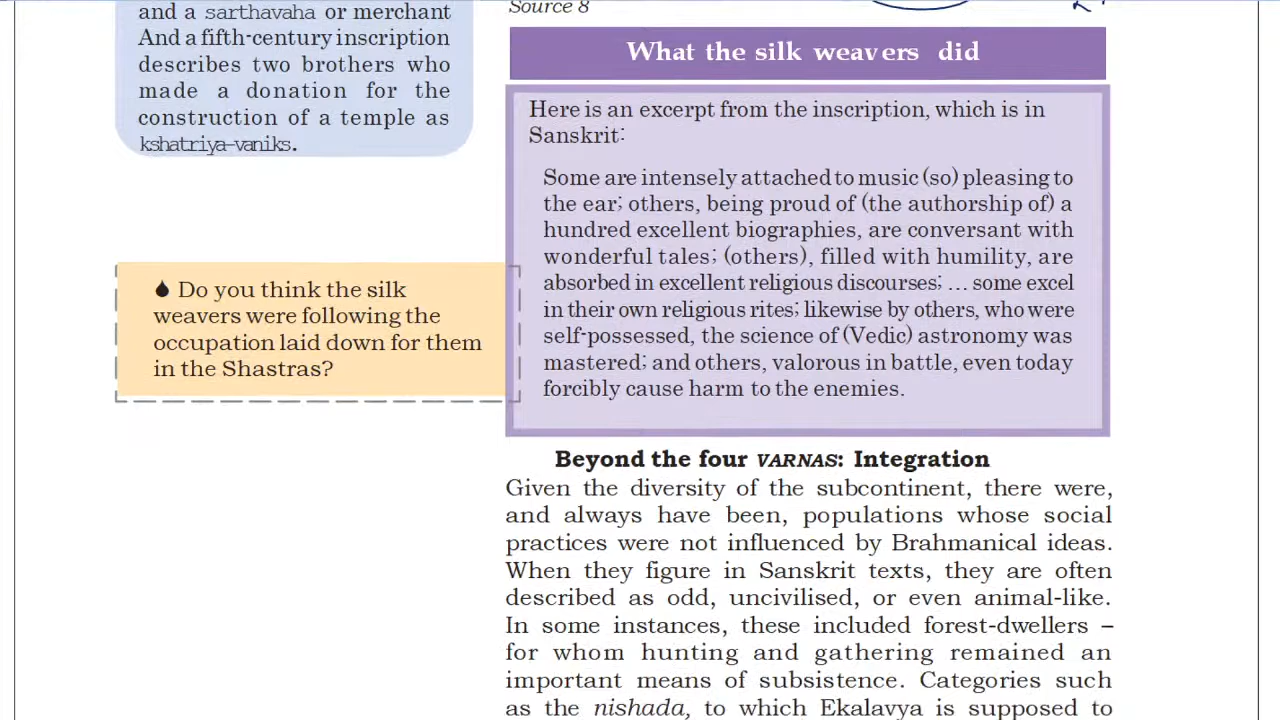 and a sarthavaha or merchant
And a fifth-century inscription
describes two brothers who
made a donation for the
construction of a temple as
kshatriya-vaniks.
Do you think the silk
weavers were following the
occupation laid down for them
in the Shastras?
Source 8
What the silk weavers did
Here is an excerpt from the inscription, which is in
Sanskrit:
Some are intensely attached to music (so) pleasing to
the ear; others, being proud of (the authorship of) a
hundred excellent biographies, are conversant with
wonderful tales; (others), filled with humility, are
absorbed in excellent religious discourses; … some excel
in their own religious rites; likewise by others, who were
self-possessed, the science of (Vedic) astronomy was
mastered; and others, valorous in battle, even today
forcibly cause harm to the enemies.
Beyond the four VARNAS: Integration
Given the diversity of the subcontinent, there were,
and always have been, populations whose social
practices were not influenced by Brahmanical ideas.
When they figure in Sanskrit texts, they are often
described as odd, uncivilised, or even animal-like.
In some instances, these included forest-dwellers –
for whom hunting and gathering remained an
important means of subsistence. Categories such
as the nishada, to which Ekalavya is supposed to